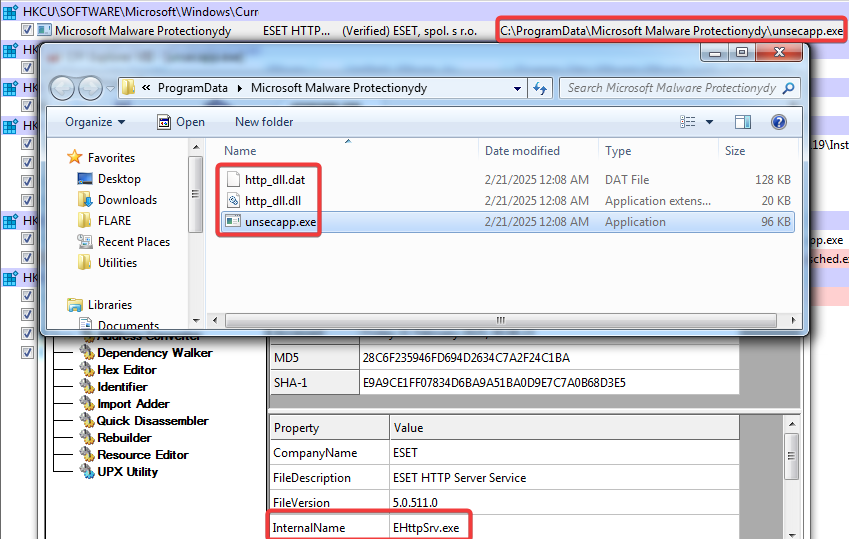 HKCU\SOFTWARE\Microsoft\Windows\Curr
Microsoft Malware Protectionydy ESET HTTP... (Verified) ESET, spol. s r.o. C:\ProgramData\Microsoft Malware Protectionydy\unsecapp.exe
HK
« ProgramData Microsoft Malware Protectionydy Search Microsoft Malware Protectionydy
HK
Organize Open New folder
HK
Name Date modified Type Size
19\Inst
Favorites
Desktop
Downloads
FLARE
Recent Places
Utilities
Libraries
Documents
http_dll.dat 2/21/2025 12:08 AM DAT File 128 KB
http_dll.dll 2/21/2025 12:08 AM Application extens... 20 KB
unsecapp.exe 2/21/2025 12:08 AM Application 96 KB
HK
pp.exe
sched.ex
HK
Address Converter
Dependency Walker
Hex Editor
Identifier
Import Adder
Quick Disassembler
Rebuilder
Resource Editor
UPX Utility
MD5 28C6F235946FD694D2634C7A2F24C1BA
SHA-1 E9A9CE1FF07834D6BA9A51BA0D9E7C7A0B68D3E5
Property Value
CompanyName ESET
FileDescription ESET HTTP Server Service
FileVersion 5.0.511.0
InternalName EHttpSrv.exe